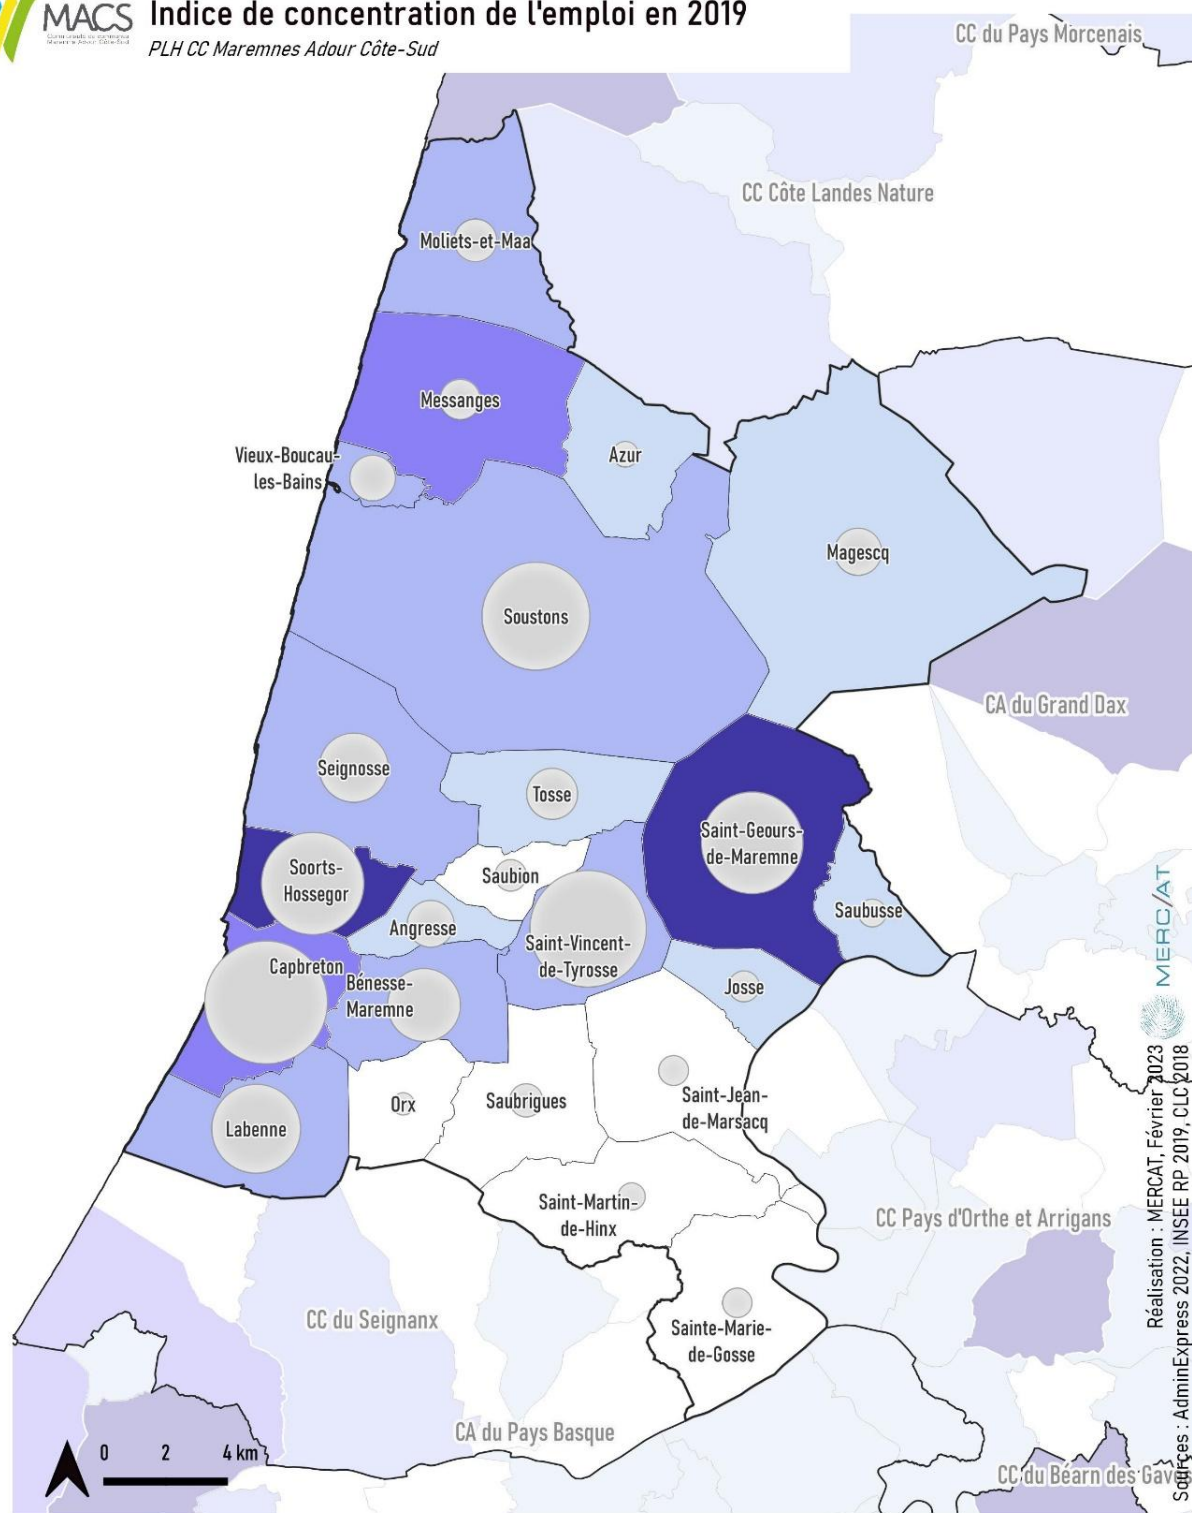 MACS
Indice de concentration de l'emploi en 2019
PLH CC Maremnes Adour Côte-Sud
CC du Pays Morcenais
CC Côte Landes Nature
Moliets-et-Maa
Messanges
Vieux-Boucau-
les-Bains
Azur
Magescq
Soustons
CA du Grand Dax
Seignosse
Tosse
Saint-Geours-
de-Maremne
Soorts-
Hossegor
Saubion
Saubusse
Angresse
Saint-Vincent-
de-Tyrosse
Capbreton
Bénesse-
Maremne
Josse
Labenne
Orx
Saubrigues
Saint-Jean-
de-Marsacq
Saint-Martin-
de-Hinx
CC Pays d'Orthe et Arrigans
CC du Seignanx
Sainte-Marie-
de-Gosse
CA du Pays Basque
CC du Béarn des Gaves
0 2 4 km
MERC/AT
Réalisation : MERCAT, Février 2023
Sources : AdminExpress 2022, INSEE RP 2019, CLC 2018